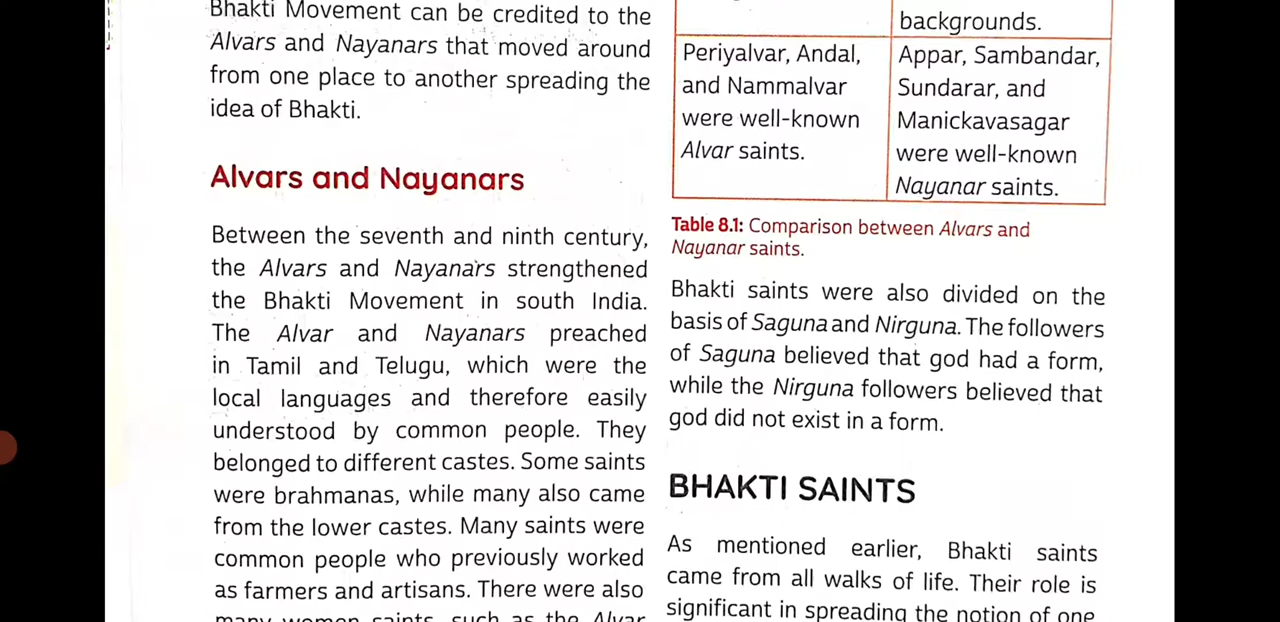 Bhakti Movement can be credited to the
Alvars and Nayanars that moved around
from one place to another spreading the
idea of Bhakti.
Alvars and Nayanars
Between the seventh and ninth century,
the Alvars and Nayanars strengthened
the Bhakti Movement in south India.
The Alvar and Nayanars preached
in Tamil and Telugu, which were the
local languages and therefore easily
understood by common people. They
belonged to different castes. Some saints
were brahmanas, while many also came
from the lower castes. Many saints were
common people who previously worked
as farmers and artisans. There were also
many women saints, such as the Alvar
backgrounds.
Periyalvar, Andal,
and Nammalvar
were well-known
Alvar saints.
Appar, Sambandar,
Sundarar, and
Manickavasagar
were well-known
Nayanar saints.
Table 8.1: Comparison between Alvars and
Nayanar saints.
Bhakti saints were also divided on the
basis of Saguna and Nirguna. The followers
of Saguna believed that god had a form,
while the Nirguna followers believed that
god did not exist in a form.
BHAKTI SAINTS
As mentioned earlier, Bhakti saints
came from all walks of life. Their role is
significant in spreading the notion of one